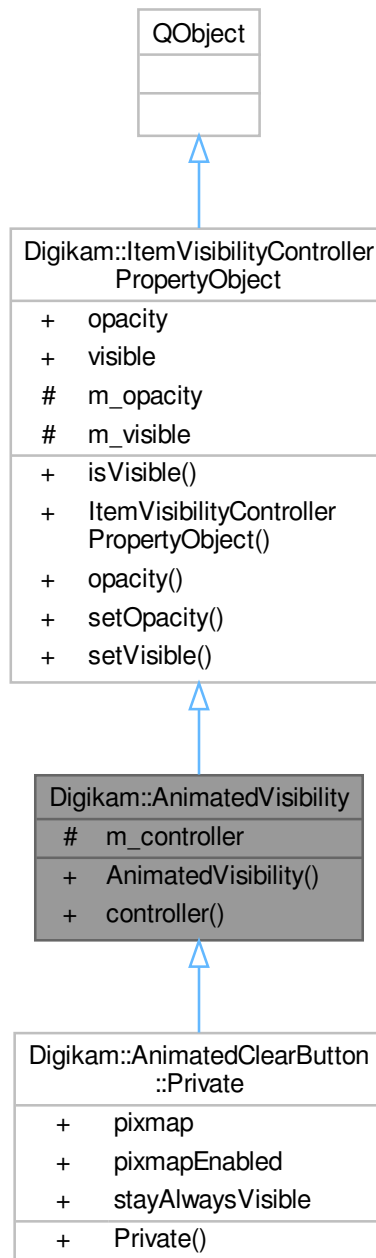 QObject
Digikam::ItemVisibilityController
PropertyObject
+ opacity
+ visible
# m_opacity
# m_visible
+ isVisible()
+ ItemVisibilityController
PropertyObject()
+ opacity()
+ setOpacity()
+ setVisible()
Digikam::AnimatedVisibility
# m_controller
+ AnimatedVisibility()
+ controller()
Digikam::AnimatedClearButton
::Private
+ pixmap
+ pixmapEnabled
+ stayAlwaysVisible
+ Private()